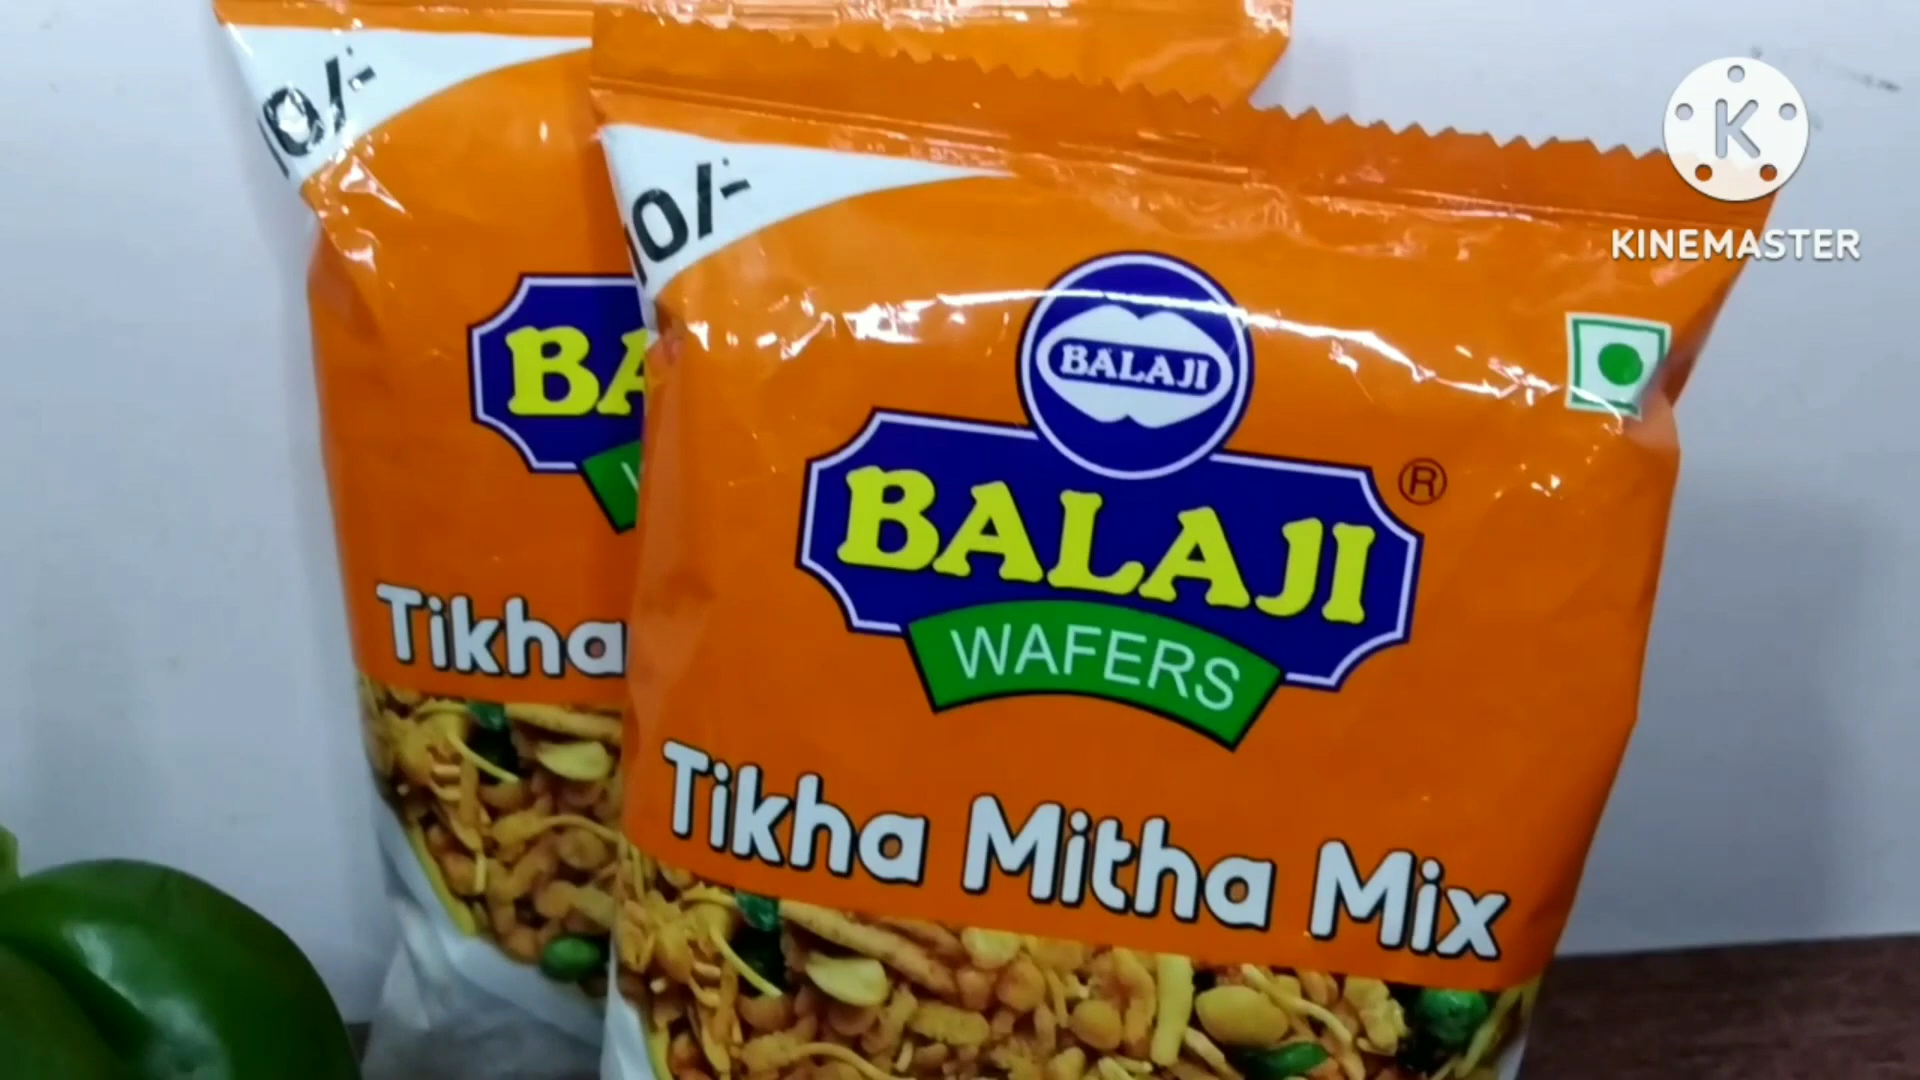 10/-
10/-
K
KINEMASTER
BALAJI
BALAJI
®
WAFERS
Tikha Mitha Mix
BA
Tikha